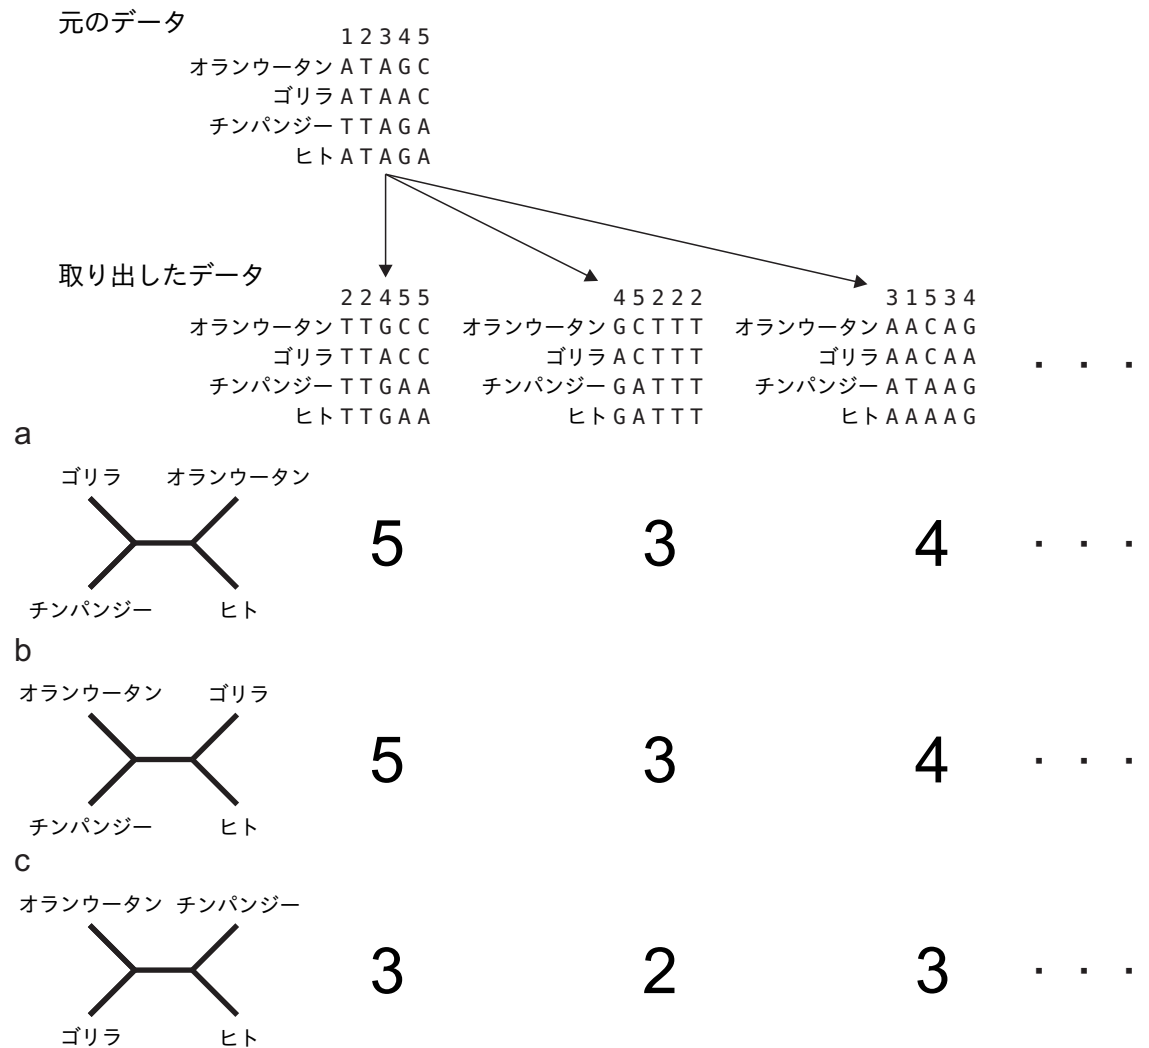 元のデータ
1 2 3 4 5
オランウータン A T A G C
ゴリラ A T A A C
チンパンジー T T A G A
ヒト A T A G A
取り出したデータ
2 2 4 5 5 4 5 2 2 2 3 1 5 3 4
オランウータン T T G C C オランウータン G C T T T オランウータン A A C A G
ゴリラ T T A C C ゴリラ A C T T T ゴリラ A A C A A
チンパンジー T T G A A チンパンジー G A T T T チンパンジー A T A A G
ヒト T T G A A ヒト G A T T T ヒト A A A A G
・ ・ ・
a
ゴリラ オランウータン
5 3 4 ・ ・ ・
チンパンジー ヒト
b
オランウータン ゴリラ
5 3 4 ・ ・ ・
チンパンジー ヒト
c
オランウータン チンパンジー
3 2 3 ・ ・ ・
ゴリラ ヒト